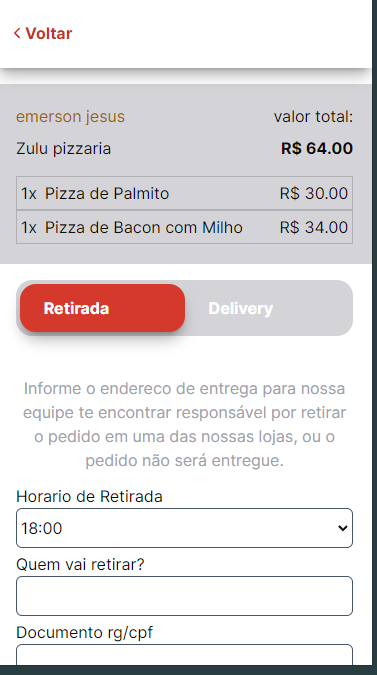 Voltar
emerson jesus valor total:
Zulu pizzaria R$ 64.00
1x Pizza de Palmito R$ 30.00
1x Pizza de Bacon com Milho R$ 34.00
Retirada Delivery
Informe o endereco de entrega para nossa
equipe te encontrar responsável por retirar
o pedido em uma das nossas lojas, ou o
pedido não será entregue.
Horario de Retirada
18:00
Quem vai retirar?
Documento rg/cpf